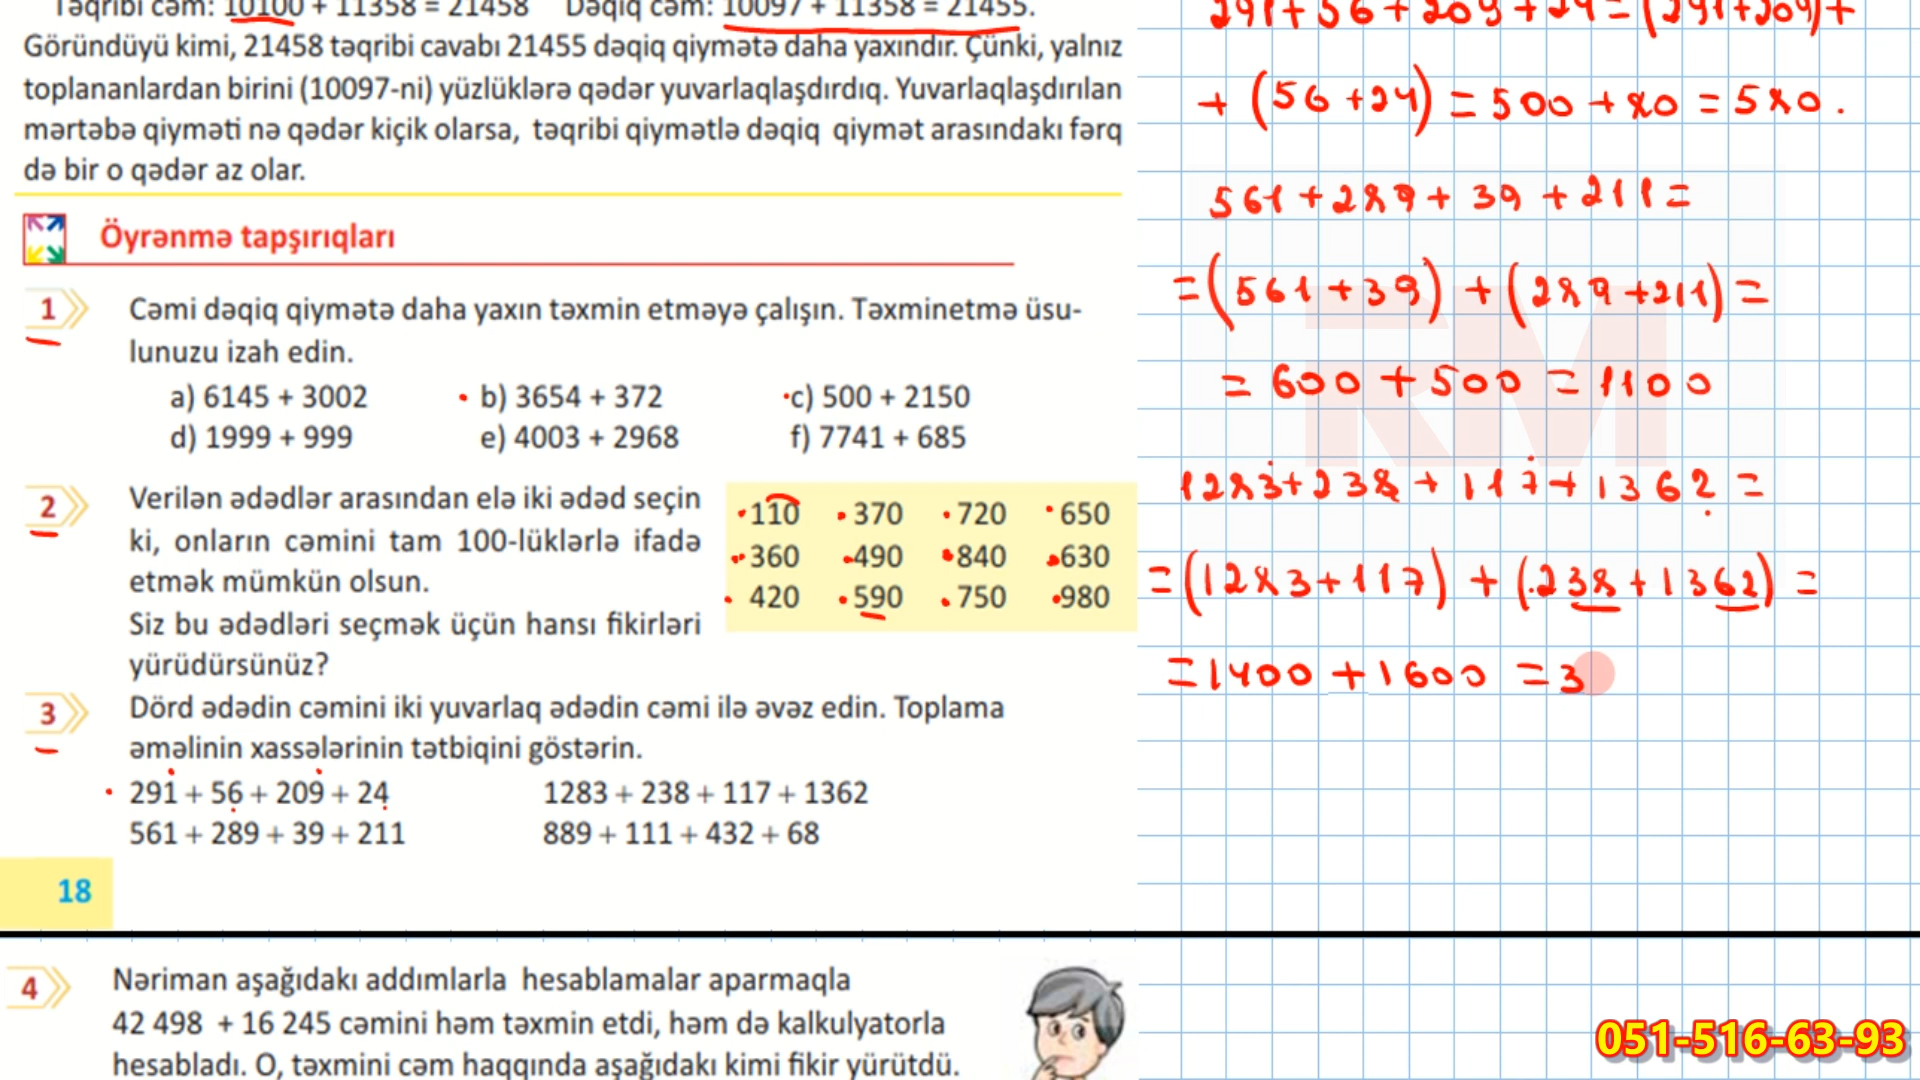 Təqribi cəm: 10100 + 11358 = 21458 Dəqiq cəm: 10097 + 11358 = 21455.
Göründüyü kimi, 21458 təqribi cavabı 21455 dəqiq qiymətə daha yaxındır. Çünki, yalnız
toplananlardan birini (10097-ni) yüzlüklərə qədər yuvarlaqlaşdırdıq. Yuvarlaqlaşdırılan
mərtəbə qiyməti nə qədər kiçik olarsa, təqribi qiymətlə dəqiq qiymət arasındakı fərq
də bir o qədər az olar.
Öyrənmə tapşırıqları
1 Cəmi dəqiq qiymətə daha yaxın təxmin etməyə çalışın. Təxminetmə üsu-
lunuzu izah edin.
a) 6145 + 3002 b) 3654 + 372 c) 500 + 2150
d) 1999 + 999 e) 4003 + 2968 f) 7741 + 685
2 Verilən ədədlər arasından elə iki ədəd seçin
ki, onların cəmini tam 100-lüklərlə ifadə
etmək mümkün olsun.
Siz bu ədədləri seçmək üçün hansı fikirləri
yürüdürsünüz?
110 370 720 650
360 490 840 630
420 590 750 980
3 Dörd ədədin cəmini iki yuvarlaq ədədin cəmi ilə əvəz edin. Toplama
əməlinin xassələrinin tətbiqini göstərin.
291 + 56 + 209 + 24 1283 + 238 + 117 + 1362
561 + 289 + 39 + 211 889 + 111 + 432 + 68
18
4 Nəriman aşağıdakı addımlarla hesablamalar aparmaqla
42 498 + 16 245 cəmini həm təxmin etdi, həm də kalkulyatorla
hesabladı. O, təxmini cəm haqqında aşağıdakı kimi fikir yürütdü.
291+56+209+24=(291+209)+
+(56+24)=500+80=580.
561+289+39+211=
=(561+39)+(289+211)=
=600+500=1100
1283+238+117+1362=
=(1283+117)+(238+1362)=
=1400+1600=3
RM
051-516-63-93